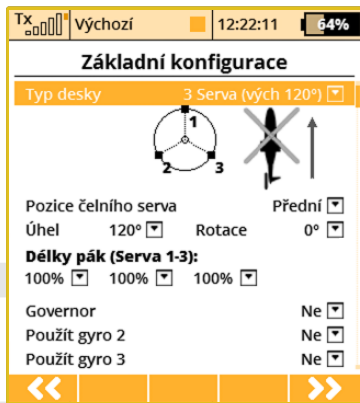 Tx Výchozí 12:22:11 64%
Základní konfigurace
Typ desky 3 Serva (vých 120°)
1
2 3
Pozice čelního serva Přední
Úhel 120° Rotace 0°
Délky pák (Serva 1-3):
100% 100% 100%
Governor Ne
Použít gyro 2 Ne
Použít gyro 3 Ne